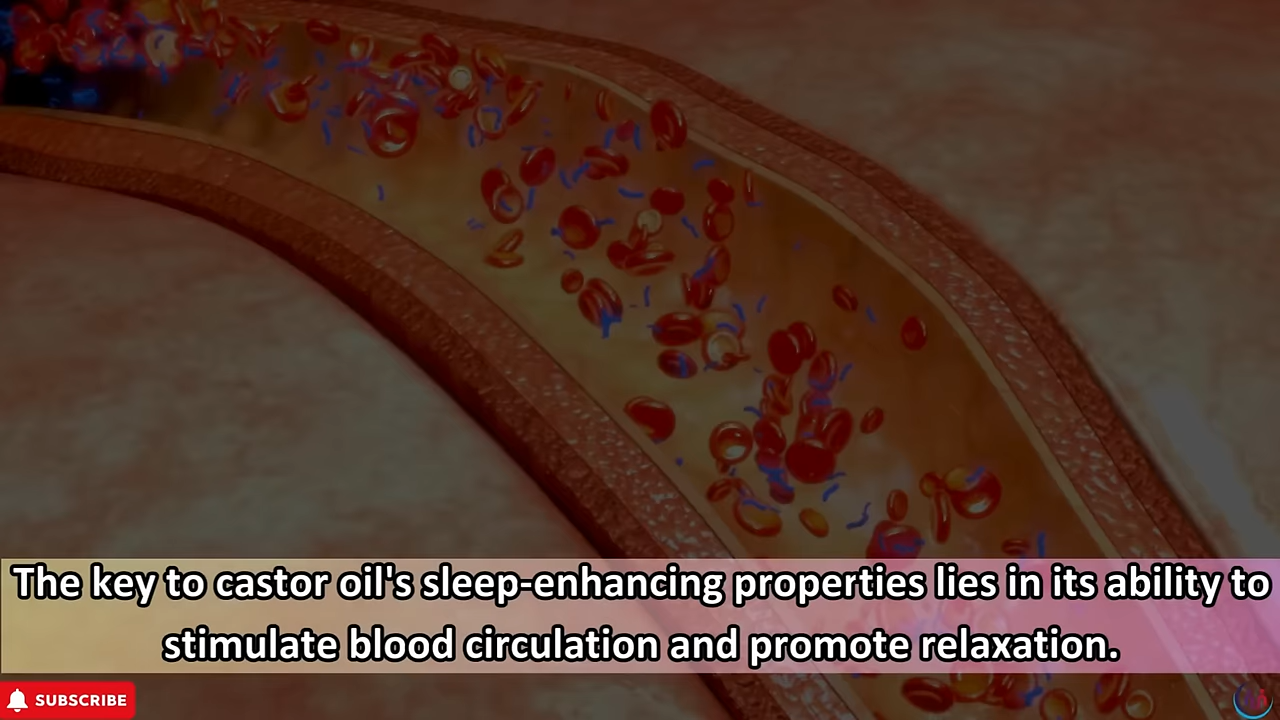 The key to castor oil's sleep-enhancing properties lies in its ability to
stimulate blood circulation and promote relaxation.
SUBSCRIBE